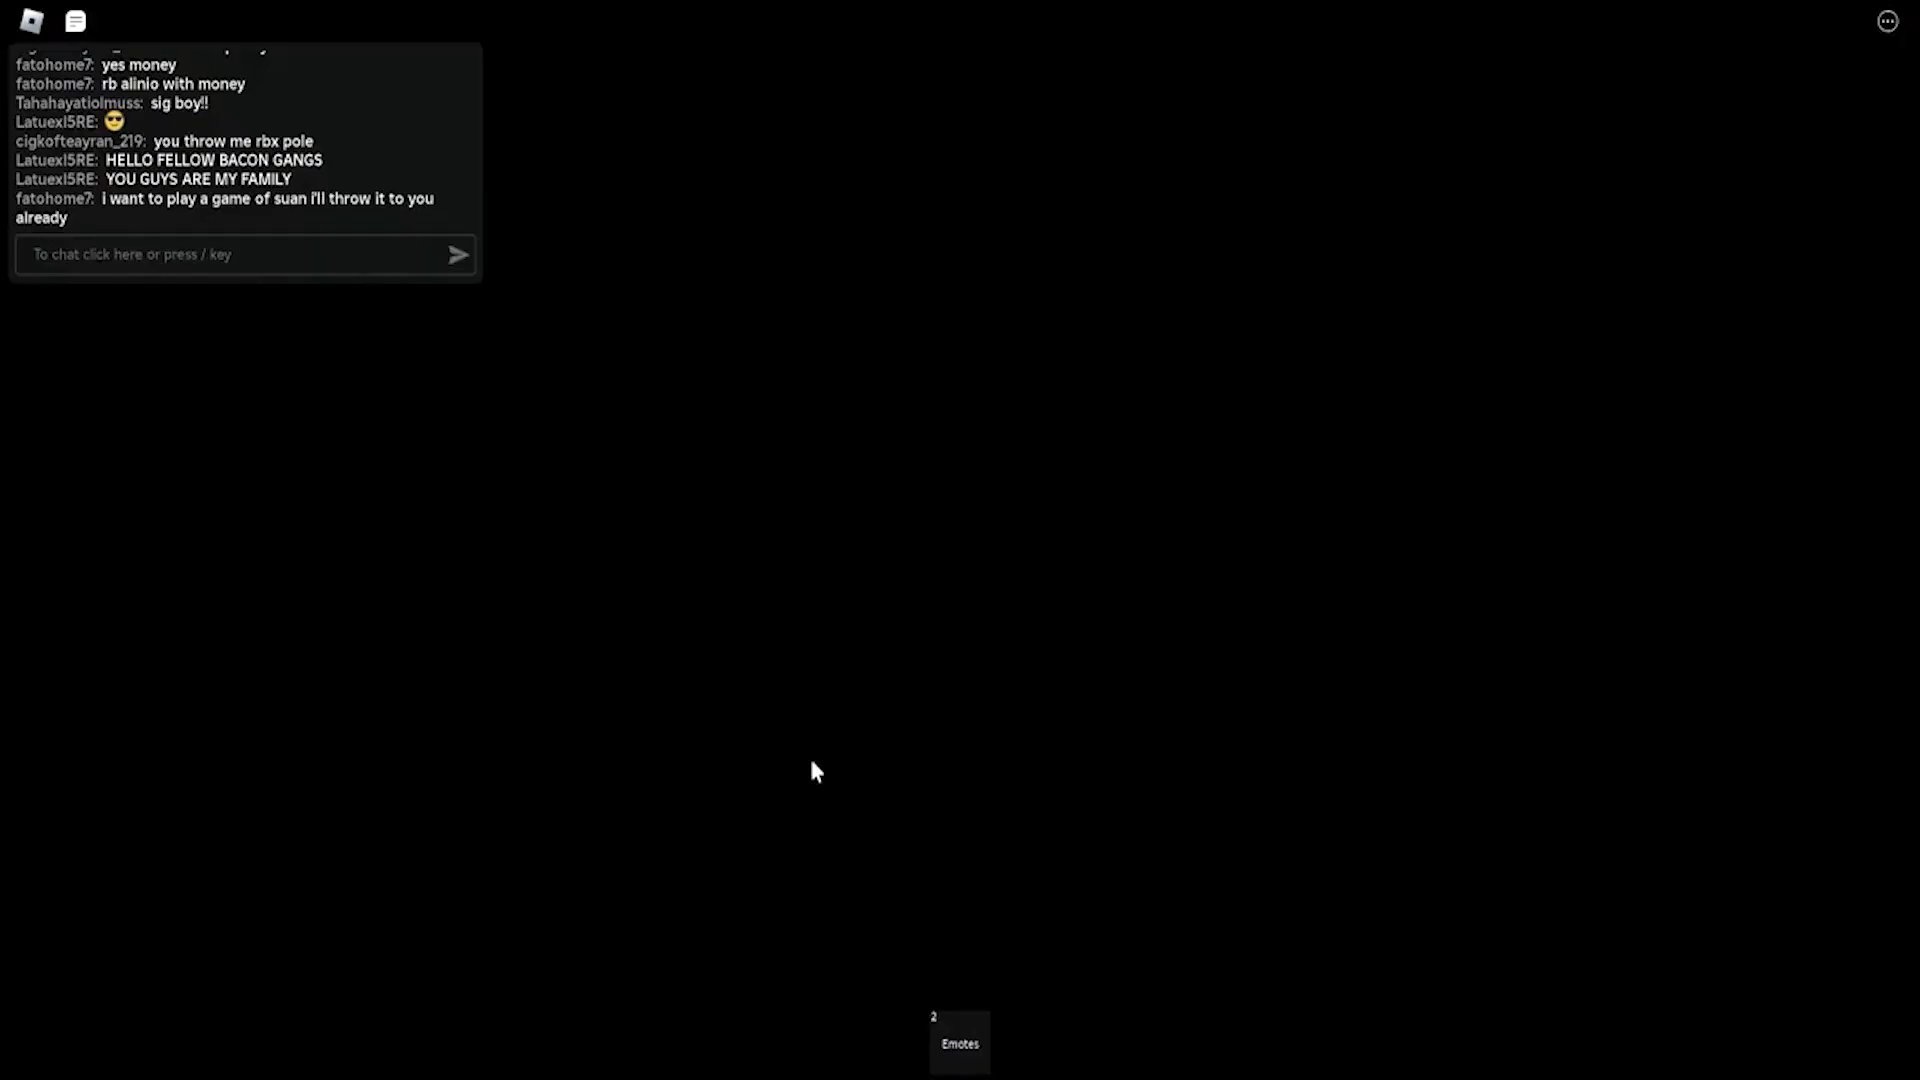 fatohome7: yes money
fatohome7: rb alinio with money
Tahahayatiolmuss: sig boy!!
Latuexl5RE: 😎
cigkofteayran_219: you throw me rbx pole
Latuexl5RE: HELLO FELLOW BACON GANGS
Latuexl5RE: YOU GUYS ARE MY FAMILY
fatohome7: i want to play a game of suan i'll throw it to you
already
To chat click here or press / key
2
Emotes